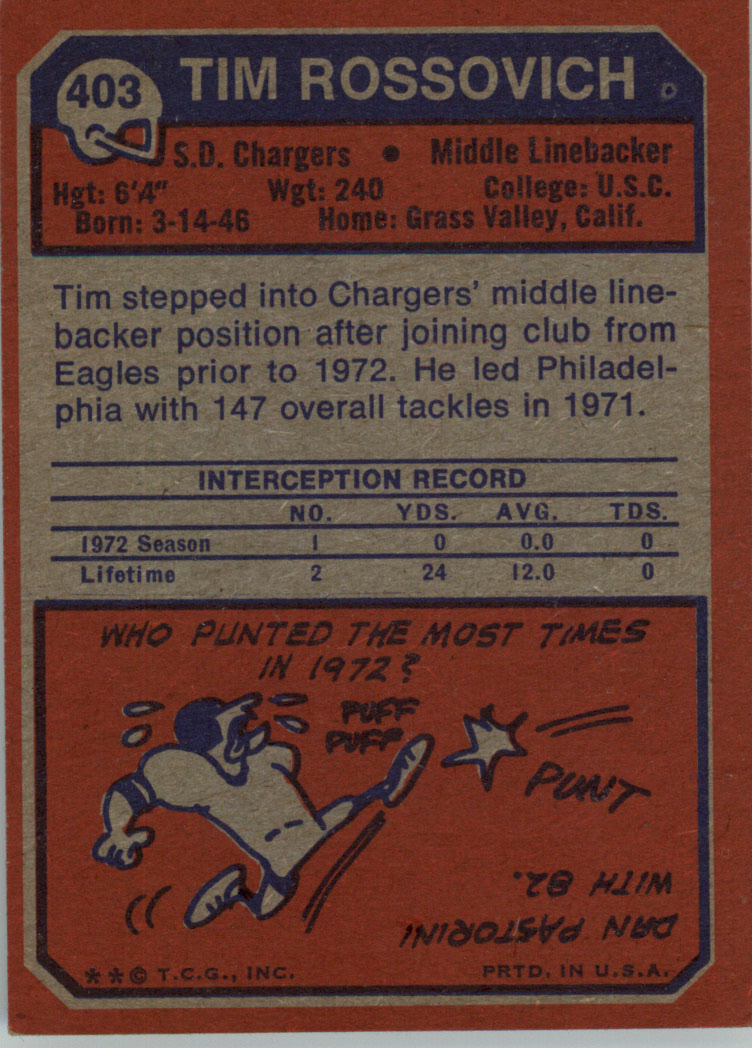 403
TIM ROSSOVICH
S.D. Chargers • Middle Linebacker
Hgt: 6'4" Wgt: 240 College: U.S.C.
Born: 3-14-46 Home: Grass Valley, Calif.
Tim stepped into Chargers' middle line-
backer position after joining club from
Eagles prior to 1972. He led Philadel-
phia with 147 overall tackles in 1971.
INTERCEPTION RECORD
NO. YDS. AVG. TDS.
1972 Season 1 0 0.0 0
Lifetime 2 24 12.0 0
WHO PUNTED THE MOST TIMES
IN 1972?
PUFF
PUFF
PUNT
DAN PASTORINI
WITH 82.
**© T.C.G., INC. PRTD. IN U.S.A.